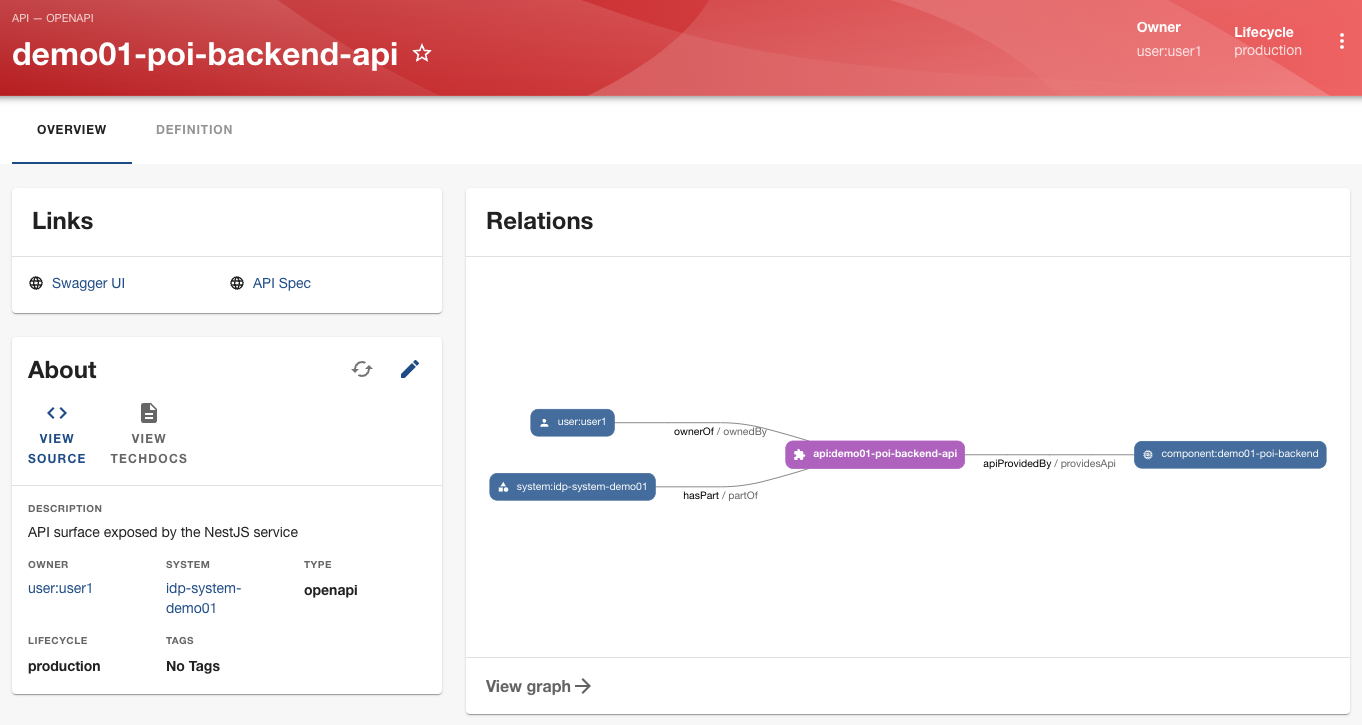 API — OPENAPI
demo01-poi-backend-api
Owner
user:user1
Lifecycle
production
OVERVIEW
DEFINITION
Links
Swagger UI
API Spec
About
VIEW
SOURCE
VIEW
TECHDOCS
DESCRIPTION
API surface exposed by the NestJS service
OWNER
user:user1
SYSTEM
idp-system-
demo01
TYPE
openapi
LIFECYCLE
production
TAGS
No Tags
Relations
user:user1
ownerOf / ownedBy
system:idp-system-demo01
hasPart / partOf
api:demo01-poi-backend-api
apiProvidedBy / providesApi
component:demo01-poi-backend
View graph